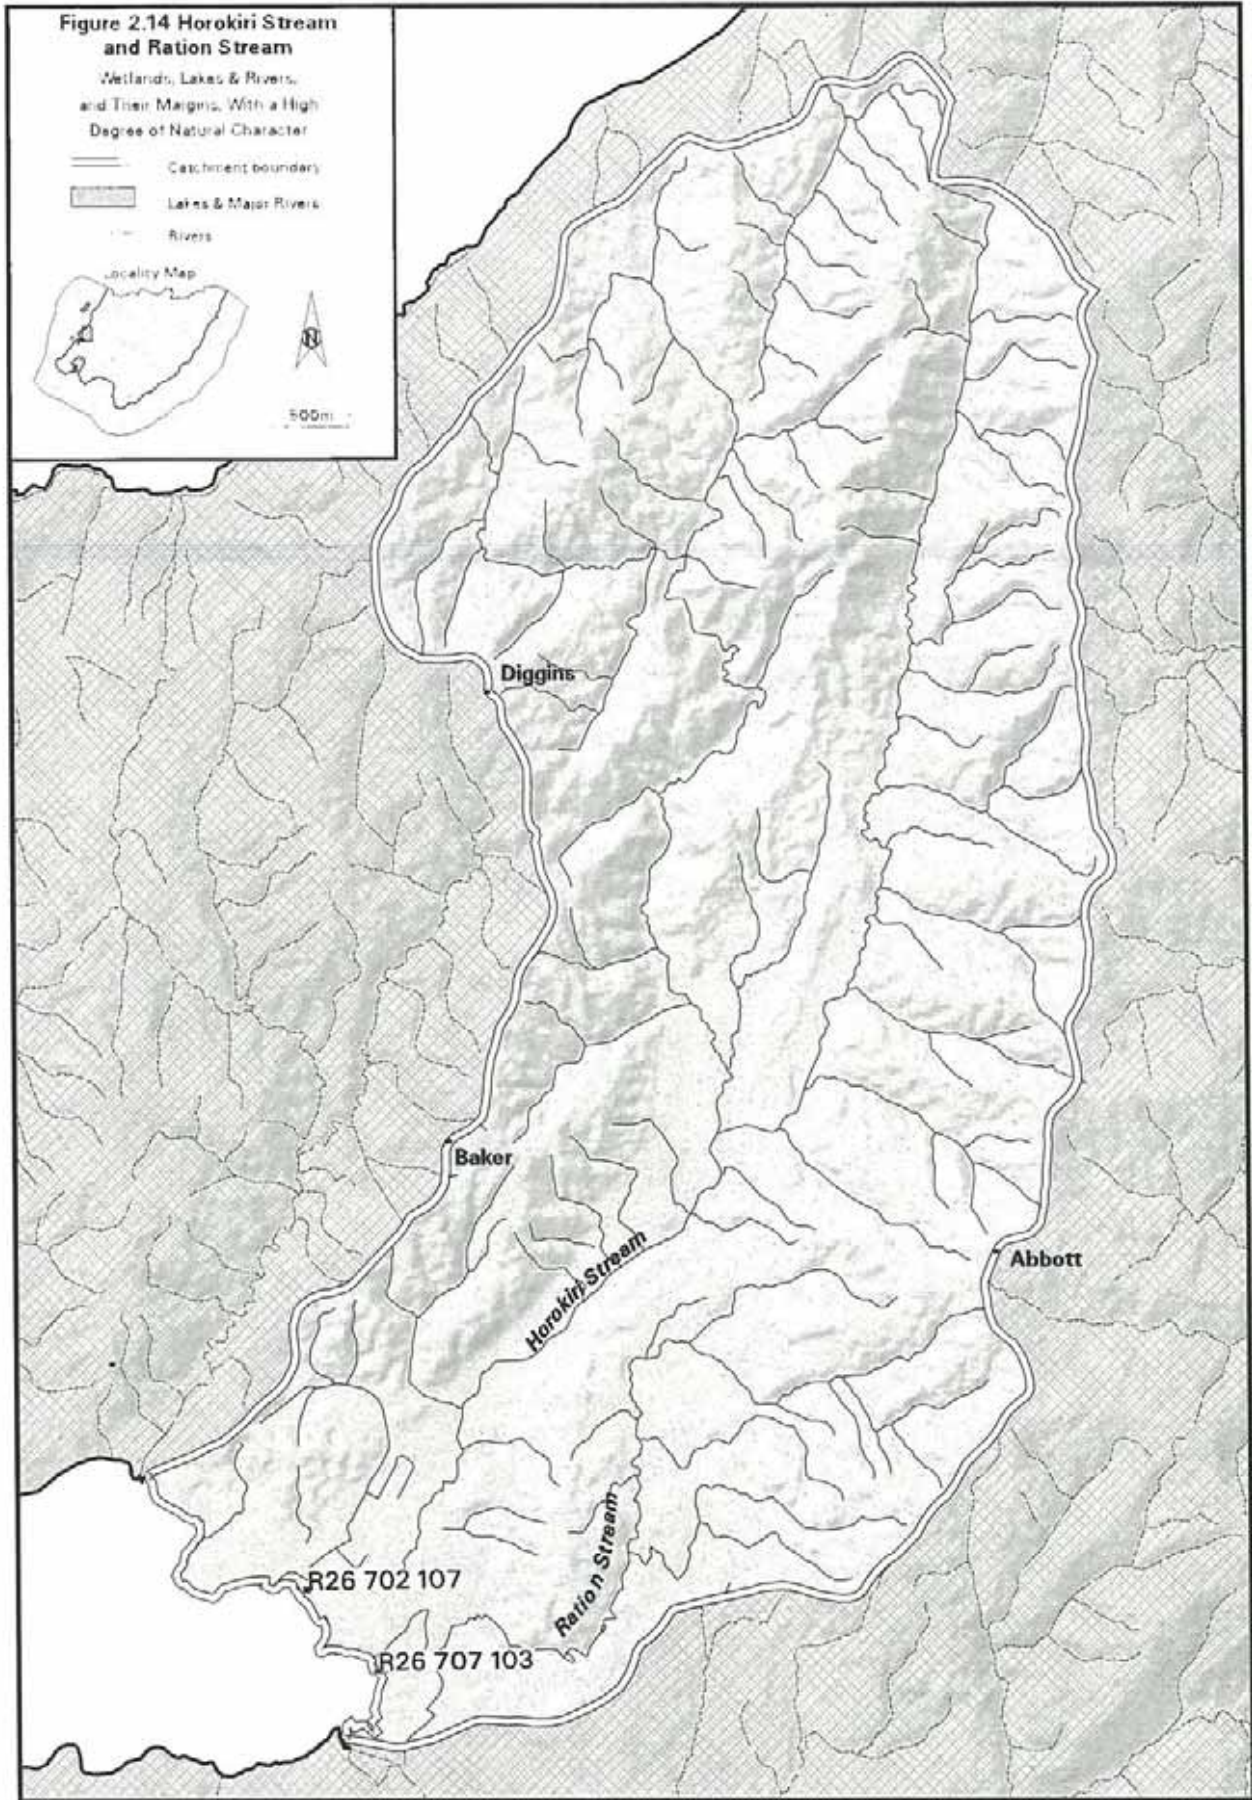 Figure 2.14 Horokiri Stream
and Ration Stream
Wetlands, Lakes & Rivers,
and Their Margins, With a High
Degree of Natural Character
Catchment boundary
Lakes & Major Rivers
Rivers
Locality Map
N
500m
Diggins
Baker
Abbott
Horokiri Stream
Ration Stream
R26 702 107
R26 707 103